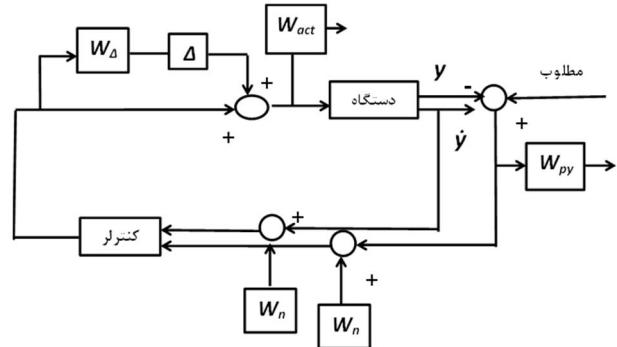 W_act
W_Δ
Δ
+
+
دستگاه
y
-
ẏ
مطلوب
+
W_py
کنترلر
+
+
W_n
W_n